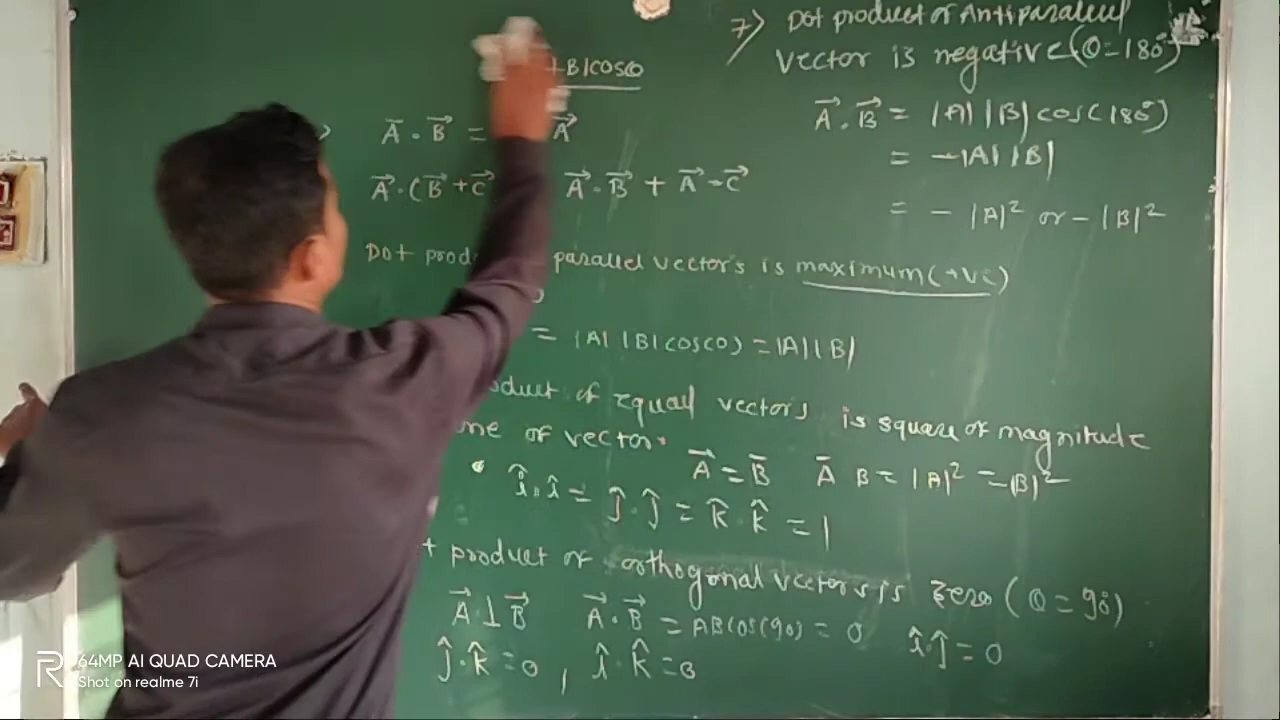 +B|cosθ
A⃗ · B⃗ = A⃗
A⃗ · (B⃗ + C⃗ A⃗ · B⃗ + A⃗ · C⃗
Dot prod parallel vectors is maximum (+ve)
= |A| |B| cos(0) = |A| |B|
oduct of equal vectors is square of magnitude
of vector. A⃗ = B̄ Ā B = |A|² = |B|²
î · î = ĵ · ĵ = k̂ · k̂ = 1
t product of orthogonal vectors is zero (θ = 90°)
A⃗ ⊥ B⃗ A⃗ · B⃗ = AB cos(90) = 0 î · ĵ = 0
ĵ · k̂ = 0 , î · k̂ = 0
7> Dot product of Antiparallel
vector is negative (θ = 180°)
A⃗ · B⃗ = |A| |B| cos(180°)
= -|A| |B|
= - |A|² or - |B|²
R 64MP AI QUAD CAMERA
Shot on realme 7i